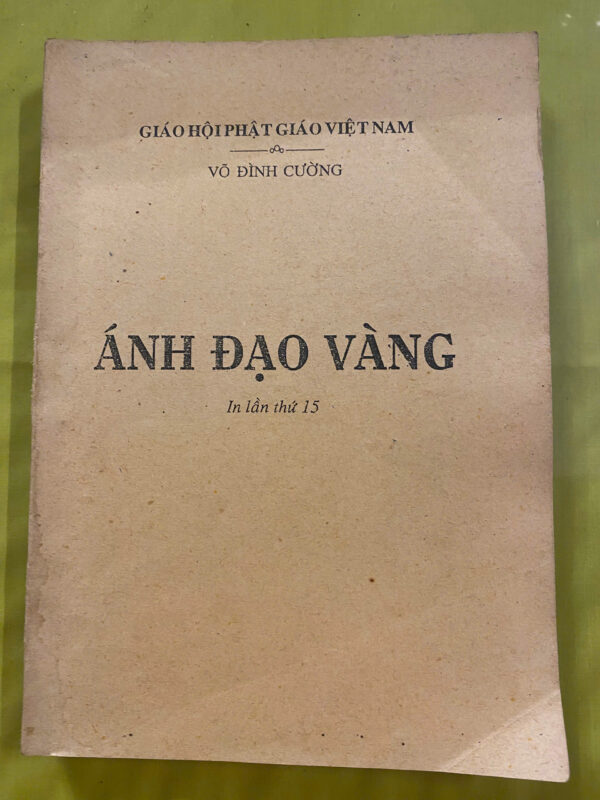 GIÁO HỘI PHẬT GIÁO VIỆT NAM
VÕ ĐÌNH CƯỜNG
ÁNH ĐẠO VÀNG
In lần thứ 15